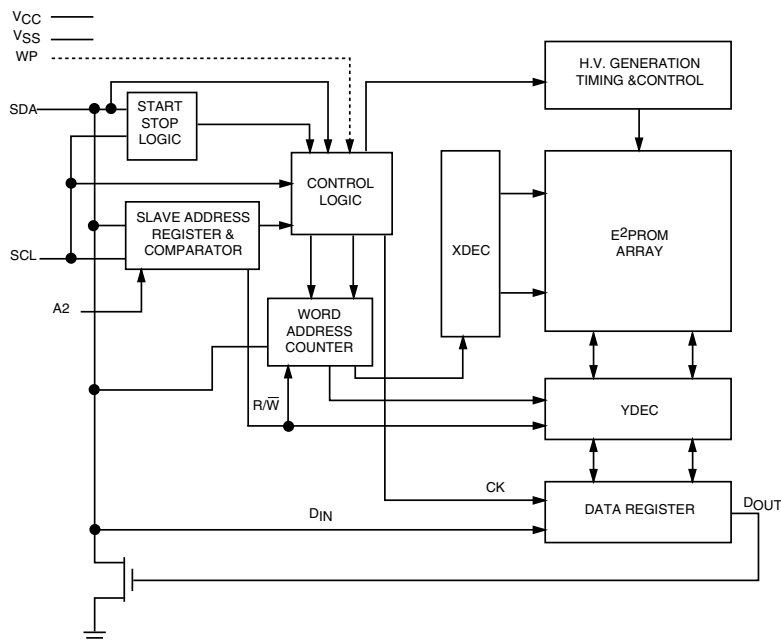 VCC
VSS
WP
H.V. GENERATION
TIMING &CONTROL
SDA
START
STOP
LOGIC
CONTROL
LOGIC
SLAVE ADDRESS
REGISTER &
COMPARATOR
XDEC
E2PROM
ARRAY
SCL
A2
WORD
ADDRESS
COUNTER
R/W̅
YDEC
CK
DIN
DATA REGISTER
DOUT